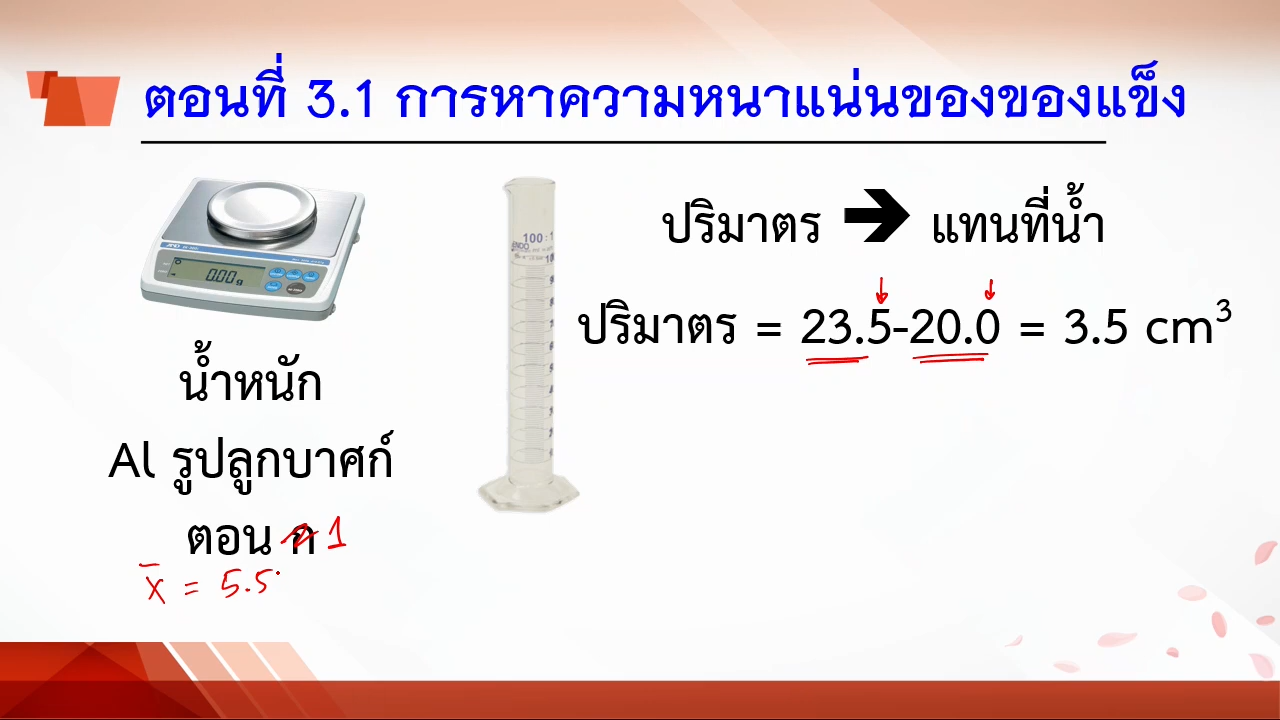 ตอนที่ 3.1 การหาความหนาแน่นของของแข็ง
ปริมาตร → แทนที่น้ำ
ปริมาตร = 23.5-20.0 = 3.5 cm³
100
0.00g
น้ำหนัก
Al รูปลูกบาศก์
ตอน ก 1
x̄ = 5.5